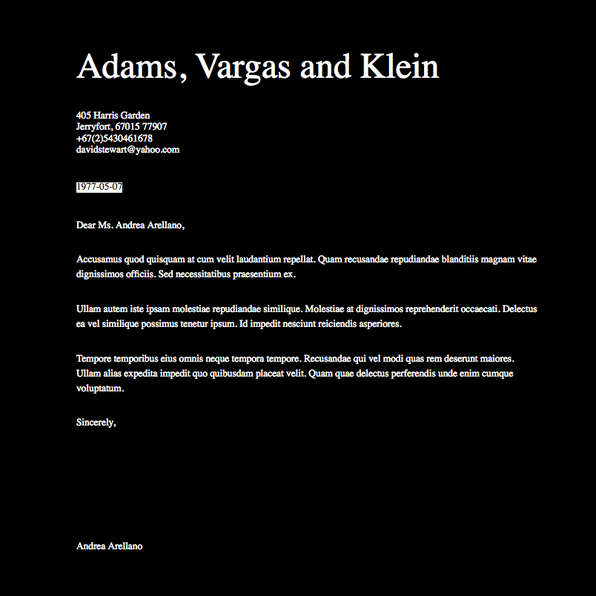 Adams, Vargas and Klein
405 Harris Garden
Jerryfort, 67015 77907
+67(2)5430461678
davidstewart@yahoo.com
1977-05-07
Dear Ms. Andrea Arellano,
Accusamus quod quisquam at cum velit laudantium repellat. Quam recusandae repudiandae blanditiis magnam vitae
dignissimos officiis. Sed necessitatibus praesentium ex.
Ullam autem iste ipsam molestiae repudiandae similique. Molestiae at dignissimos reprehenderit occaecati. Delectus
ea vel similique possimus tenetur ipsum. Id impedit nesciunt reiciendis asperiores.
Tempore temporibus eius omnis neque tempora tempore. Recusandae qui vel modi quas rem deserunt maiores.
Ullam alias expedita impedit quo quibusdam placeat velit. Quam quae delectus perferendis unde enim cumque
voluptatum.
Sincerely,
Andrea Arellano